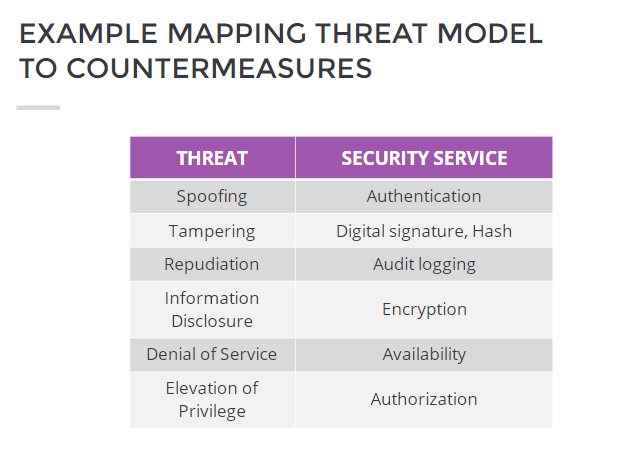 EXAMPLE MAPPING THREAT MODEL
TO COUNTERMEASURES
THREAT SECURITY SERVICE
Spoofing Authentication
Tampering Digital signature, Hash
Repudiation Audit logging
Information
Disclosure
Encryption
Denial of Service Availability
Elevation of
Privilege
Authorization